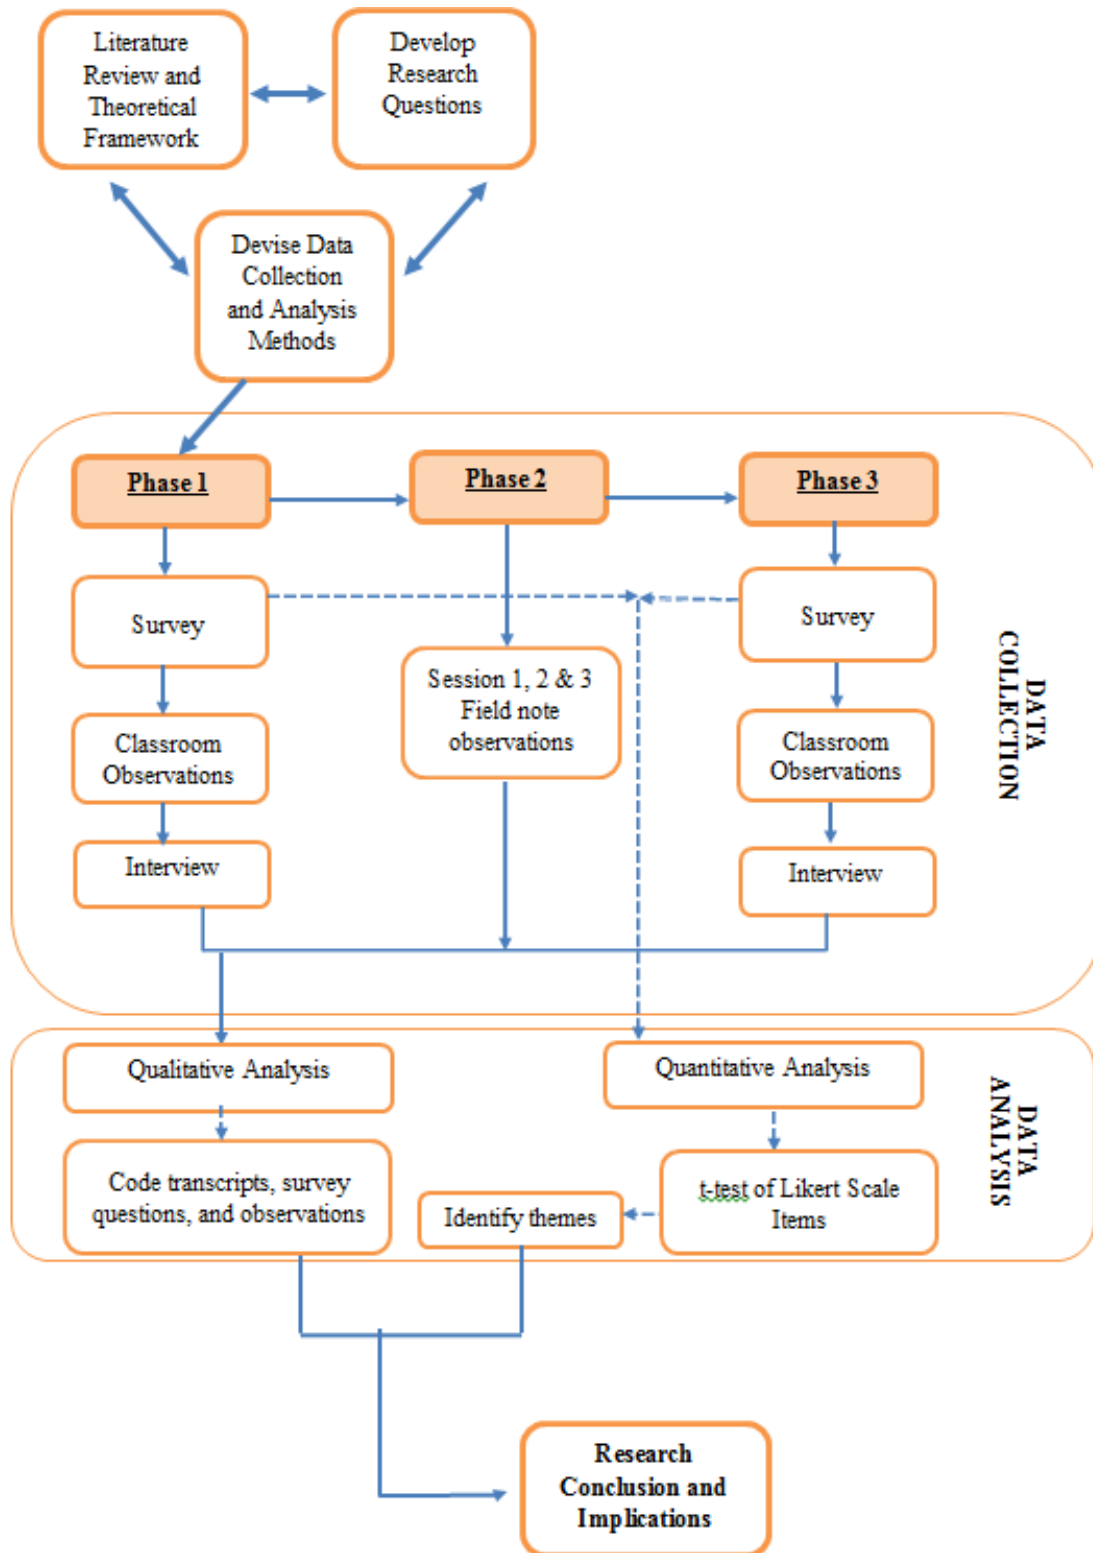 Literature
Review and
Theoretical
Framework
Develop
Research
Questions
Devise Data
Collection
and Analysis
Methods
Phase 1
Phase 2
Phase 3
Survey
Classroom
Observations
Interview
Session 1, 2 & 3
Field note
observations
Survey
Classroom
Observations
Interview
DATA
COLLECTION
Qualitative Analysis
Quantitative Analysis
Code transcripts, survey
questions, and observations
Identify themes
t-test of Likert Scale
Items
DATA
ANALYSIS
Research
Conclusion and
Implications